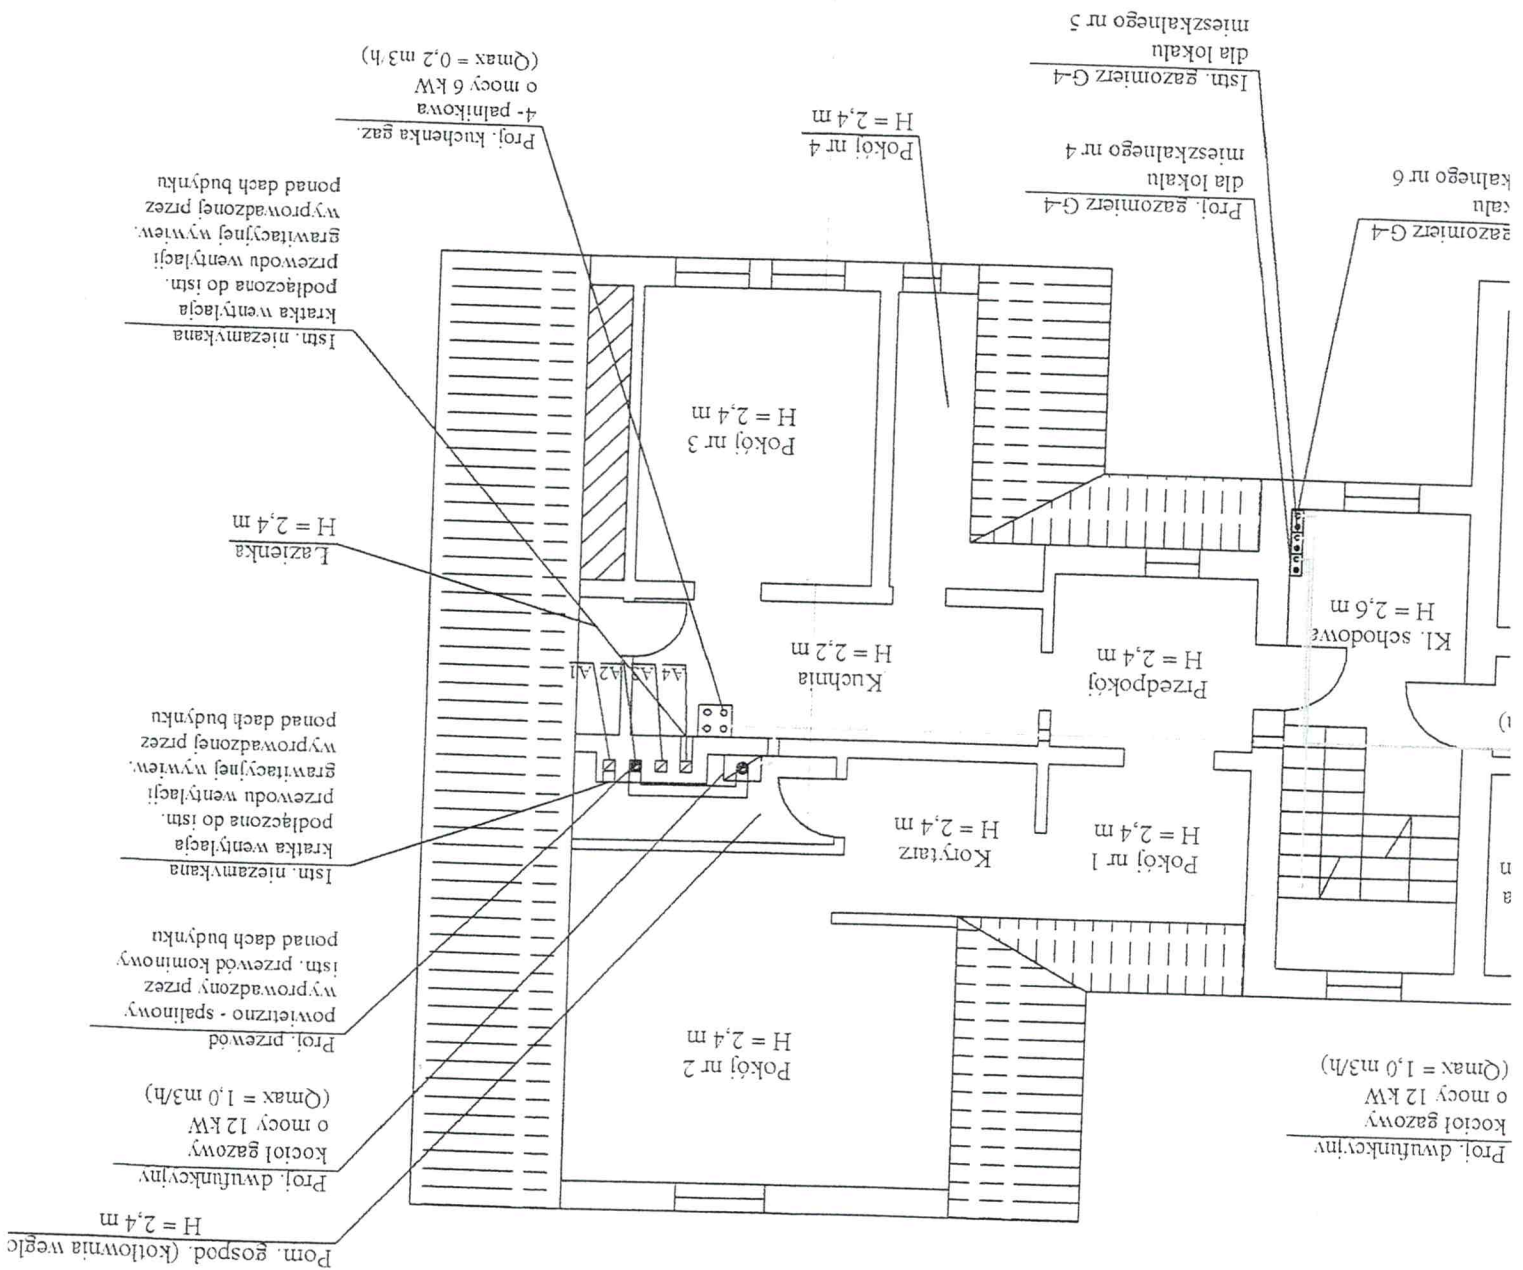 Pom. gospod. (kotłownia węglo
H = 2,4 m
Proj. dwufunkcyjny
kocioł gazowy
o mocy 12 kW
(Qmax = 1,0 m3/h)
Proj. dwufunkcyjny
kocioł gazowy
o mocy 12 kW
(Qmax = 1,0 m3/h)
Pokój nr 2
H = 2,4 m
Proj. przewód
powietrzno - spalinowy
wyprowadzony przez
istn. przewód kominowy
ponad dach budynku
a
n
Pokój nr 1
H = 2,4 m
Korytarz
H = 2,4 m
Istn. niezamykana
kratka wentylacja
podłączona do istn.
przewodu wentylacji
grawitacyjnej wywiew.
wyprowadzonej przez
ponad dach budynku
u)
Kl. schodowa
H = 2,6 m
Przedpokój
H = 2,4 m
Kuchnia
H = 2,2 m
A4
A3
A2
A1
Łazienka
H = 2,4 m
Pokój nr 3
H = 2,4 m
Istn. niezamykana
kratka wentylacja
podłączona do istn.
przewodu wentylacji
grawitacyjnej wywiew.
wyprowadzonej przez
ponad dach budynku
gazomierz G-4
kalu
kalnego nr 6
Proj. gazomierz G-4
dla lokalu
mieszkalnego nr 4
Pokój nr 4
H = 2,4 m
Proj. kuchenka gaz.
4- palnikowa
o mocy 6 kW
(Qmax = 0,2 m3/h)
Istn. gazomierz G-4
dla lokalu
mieszkalnego nr 5